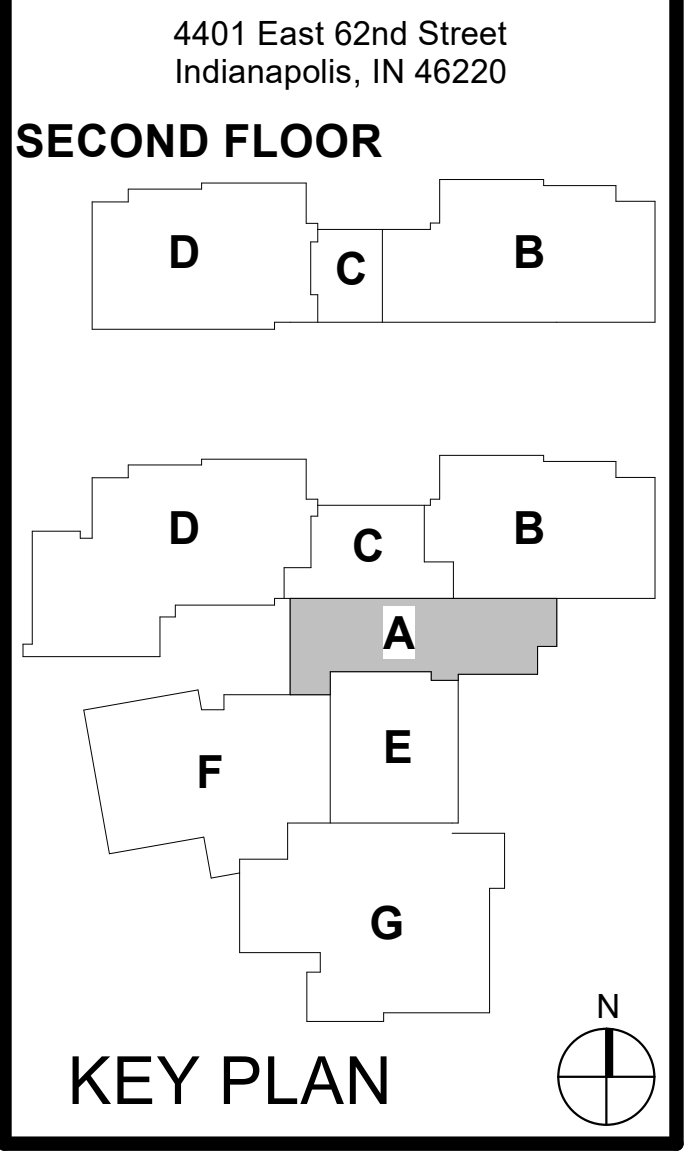 4401 East 62nd Street
Indianapolis, IN 46220
SECOND FLOOR
D
C
B
D
C
B
A
E
F
G
N
KEY PLAN